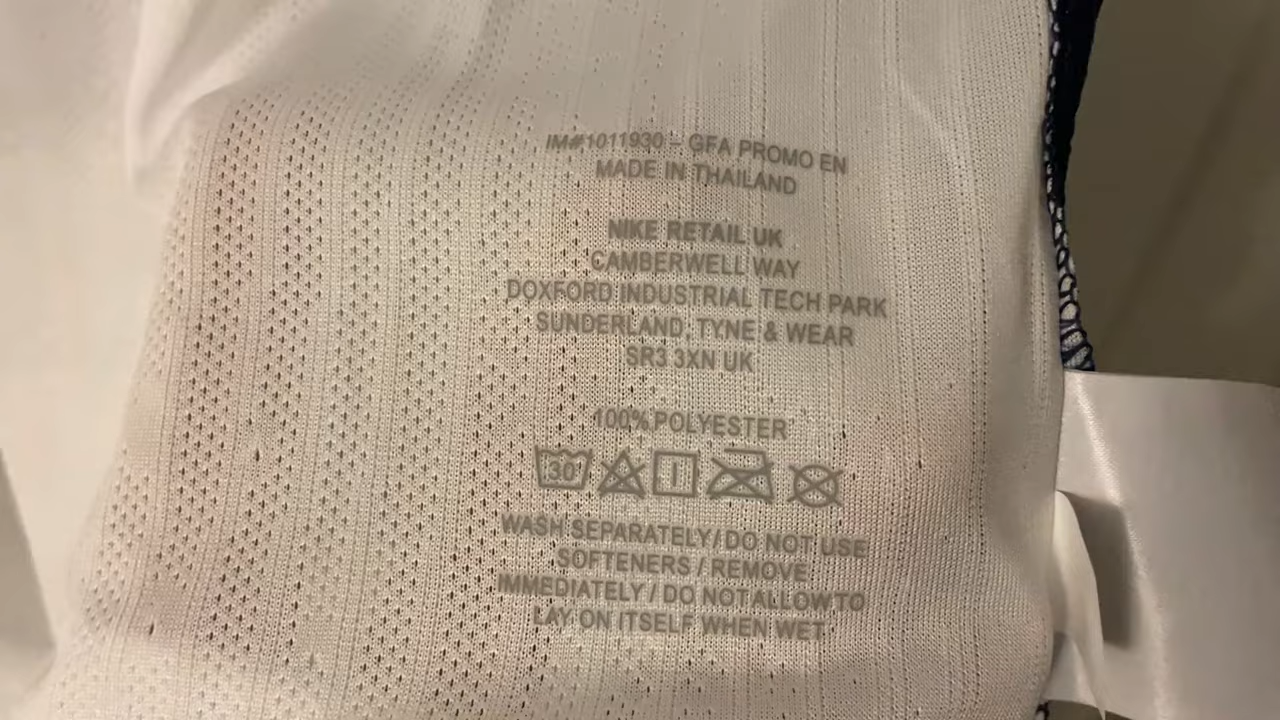 IM#1011930 - GFA PROMO EN
MADE IN THAILAND
NIKE RETAIL UK
CAMBERWELL WAY
DOXFORD INDUSTRIAL TECH PARK
SUNDERLAND, TYNE & WEAR
SR3 3XN UK
100% POLYESTER
30
WASH SEPARATELY / DO NOT USE
SOFTENERS / REMOVE
IMMEDIATELY / DO NOT ALLOW TO
LAY ON ITSELF WHEN WET